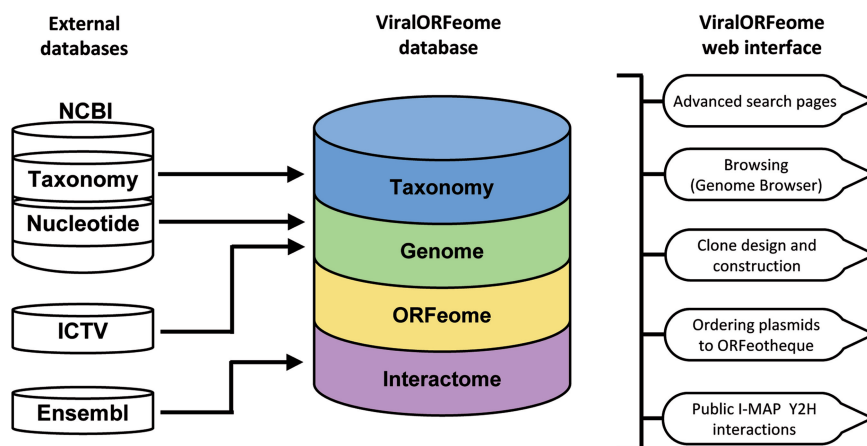 External
databases
ViralORFeome
database
ViralORFeome
web interface
NCBI
Taxonomy
Nucleotide
ICTV
Ensembl
Taxonomy
Genome
ORFeome
Interactome
Advanced search pages
Browsing
(Genome Browser)
Clone design and
construction
Ordering plasmids
to ORFeotheque
Public I-MAP Y2H
interactions